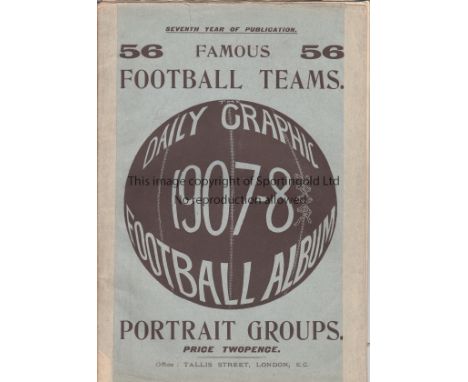 SEVENTH YEAR OF PUBLICATION.
56 FAMOUS 56
FOOTBALL TEAMS.
THE
DAILY GRAPHIC
This image copyright of Sportingold Ltd
1907-8
No reproduction allowed
FOOTBALL ALBUM
PORTRAIT GROUPS.
PRICE TWOPENCE.
Office: TALLIS STREET, LONDON, E.C.